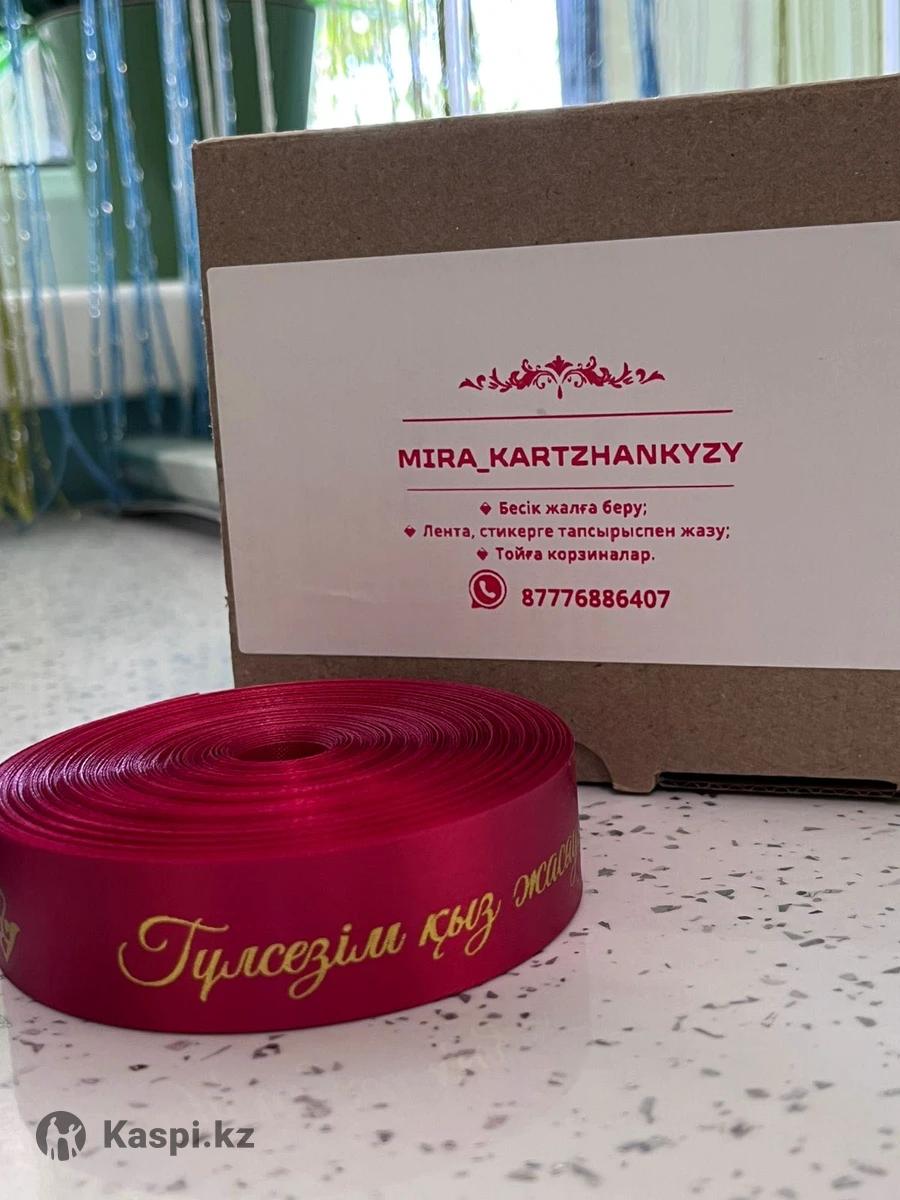 MIRA_KARTZHANKYZY
Бесік жалға беру;
Лента, стикерге тапсырыспен жазу;
Тойға корзиналар.
87776886407
Гүлсезім қыз
Kaspi.kz